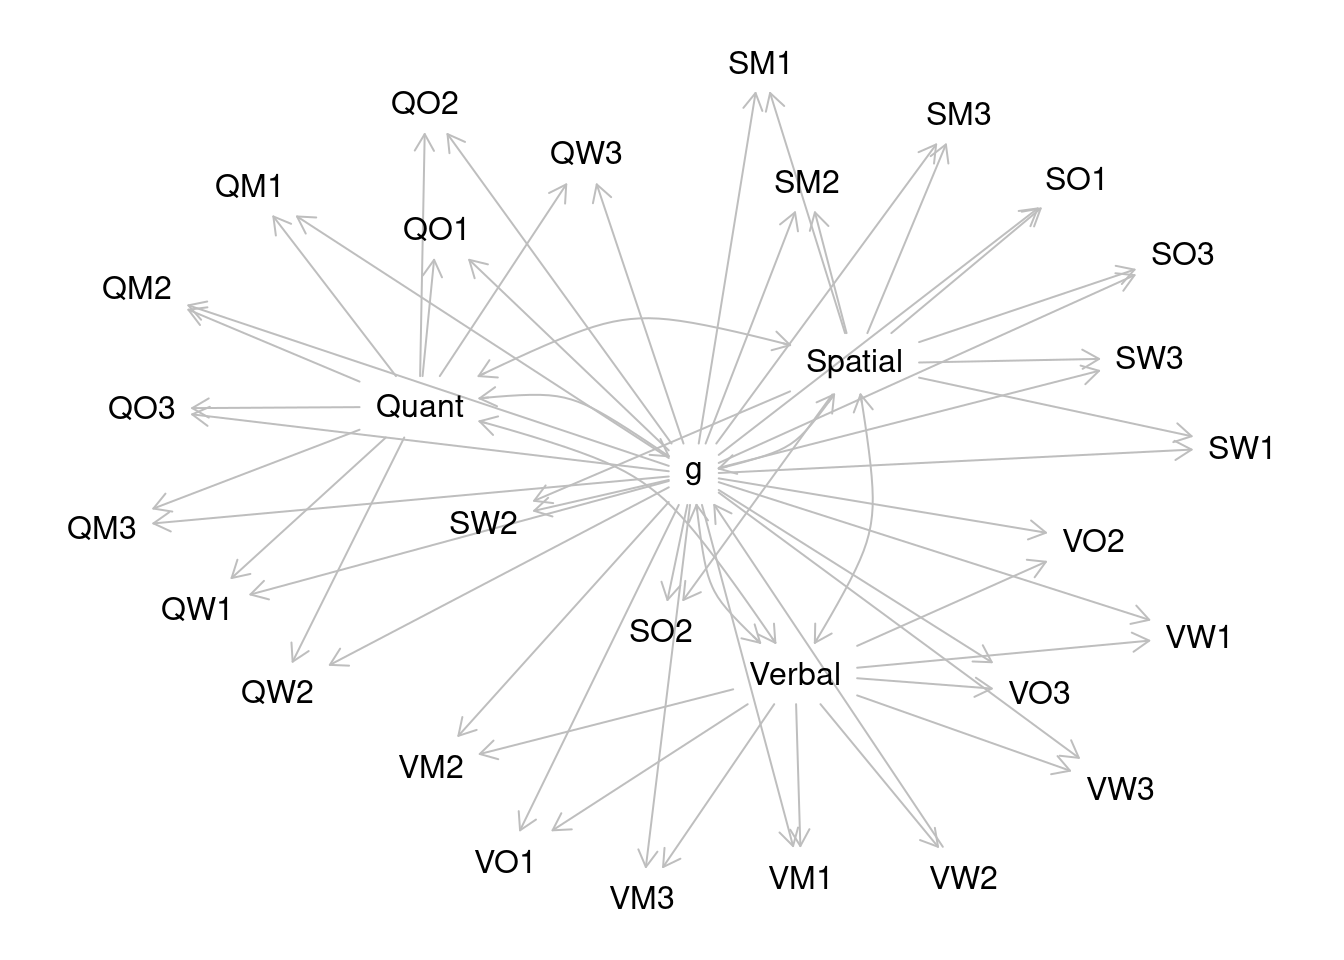 SM1
QO2
SM3
QW3
SM2
SO1
QM1
QO1
SO3
QM2
SW3
Spatial
QO3
Quant
SW1
g
QM3
SW2
VO2
QW1
SO2
VW1
Verbal
QW2
VO3
VM2
VW3
VO1
VM1
VW2
VM3